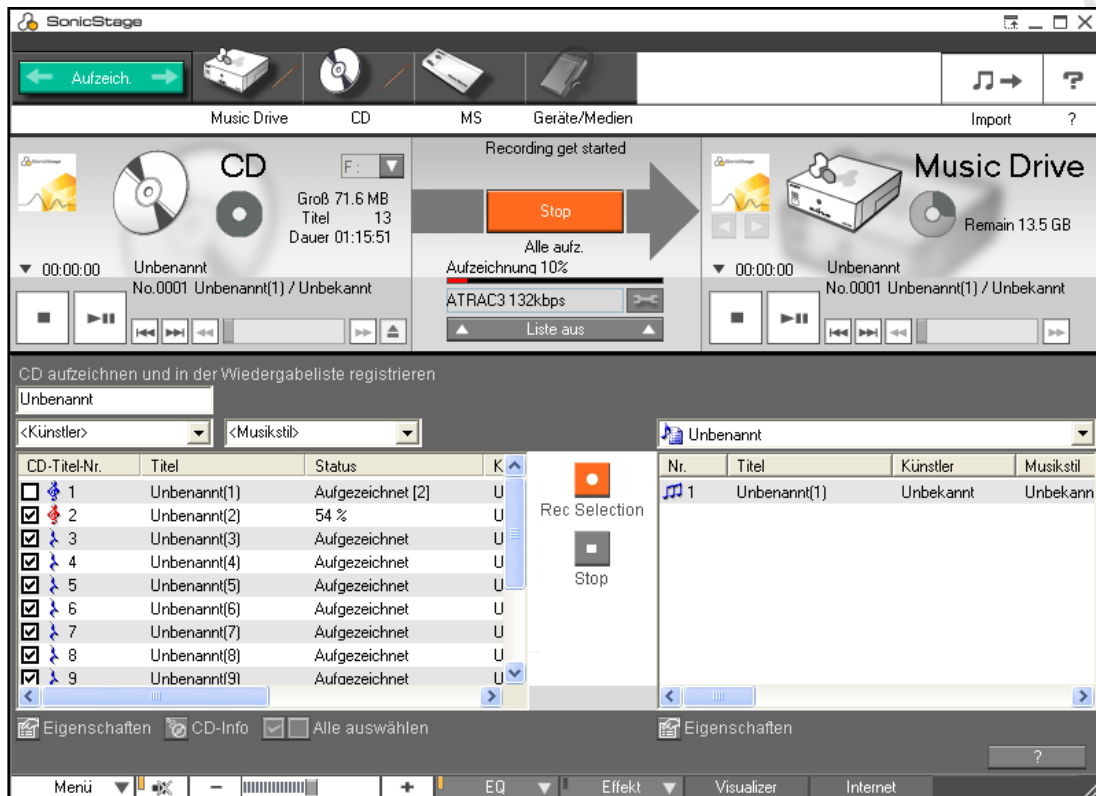 SonicStage
Aufzeich.
Music Drive CD MS Geräte/Medien Import ?
CD
F:
Groß 71.6 MB
Titel 13
Dauer 01:15:51
00:00:00 Unbenannt
No.0001 Unbenannt(1) / Unbekannt
Recording get started
Stop
Alle aufz.
Aufzeichnung 10%
ATRAC3 132kbps
Liste aus
Music Drive
Remain 13.5 GB
00:00:00 Unbenannt
No.0001 Unbenannt(1) / Unbekannt
CD aufzeichnen und in der Wiedergabeliste registrieren
Unbenannt
<Künstler> <Musikstil>
CD-Titel-Nr. Titel Status K
1 Unbenannt(1) Aufgezeichnet [2] U
2 Unbenannt(2) 54 % U
3 Unbenannt(3) Aufgezeichnet U
4 Unbenannt(4) Aufgezeichnet U
5 Unbenannt(5) Aufgezeichnet U
6 Unbenannt(6) Aufgezeichnet U
7 Unbenannt(7) Aufgezeichnet U
8 Unbenannt(8) Aufgezeichnet U
9 Unbenannt(9) Aufgezeichnet U
Rec Selection
Stop
Unbenannt
Nr. Titel Künstler Musikstil
1 Unbenannt(1) Unbekannt Unbekann
Eigenschaften CD-Info Alle auswählen
Eigenschaften
?
Menü − + EQ Effekt Visualizer Internet